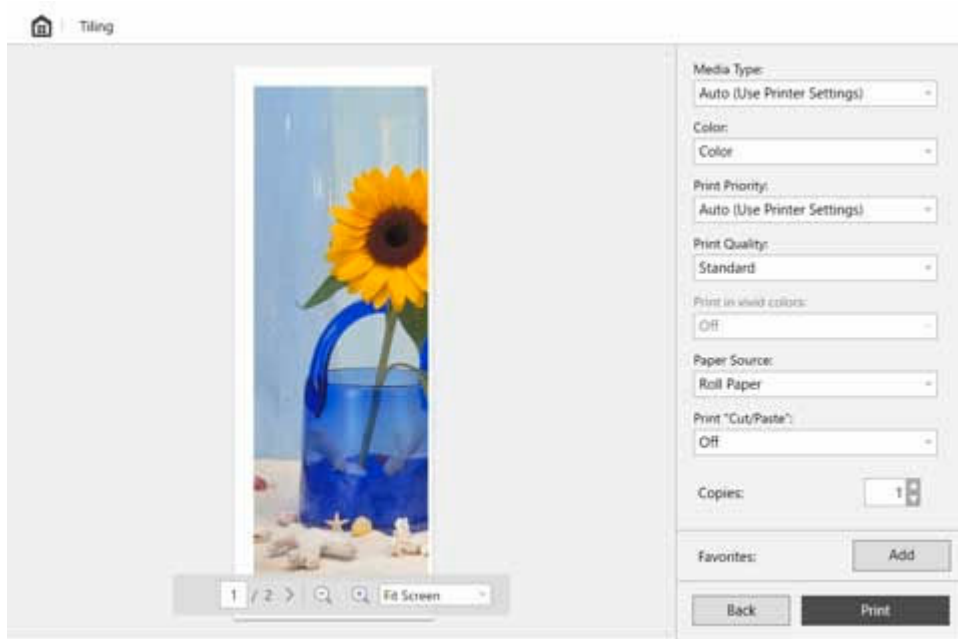 Tiling
Media Type:
Auto (Use Printer Settings)
Color:
Color
Print Priority:
Auto (Use Printer Settings)
Print Quality:
Standard
Print in vivid colors:
Off
Paper Source:
Roll Paper
Print "Cut/Paste":
Off
Copies: 1
Favorites: Add
1 / 2 Fit Screen
Back Print